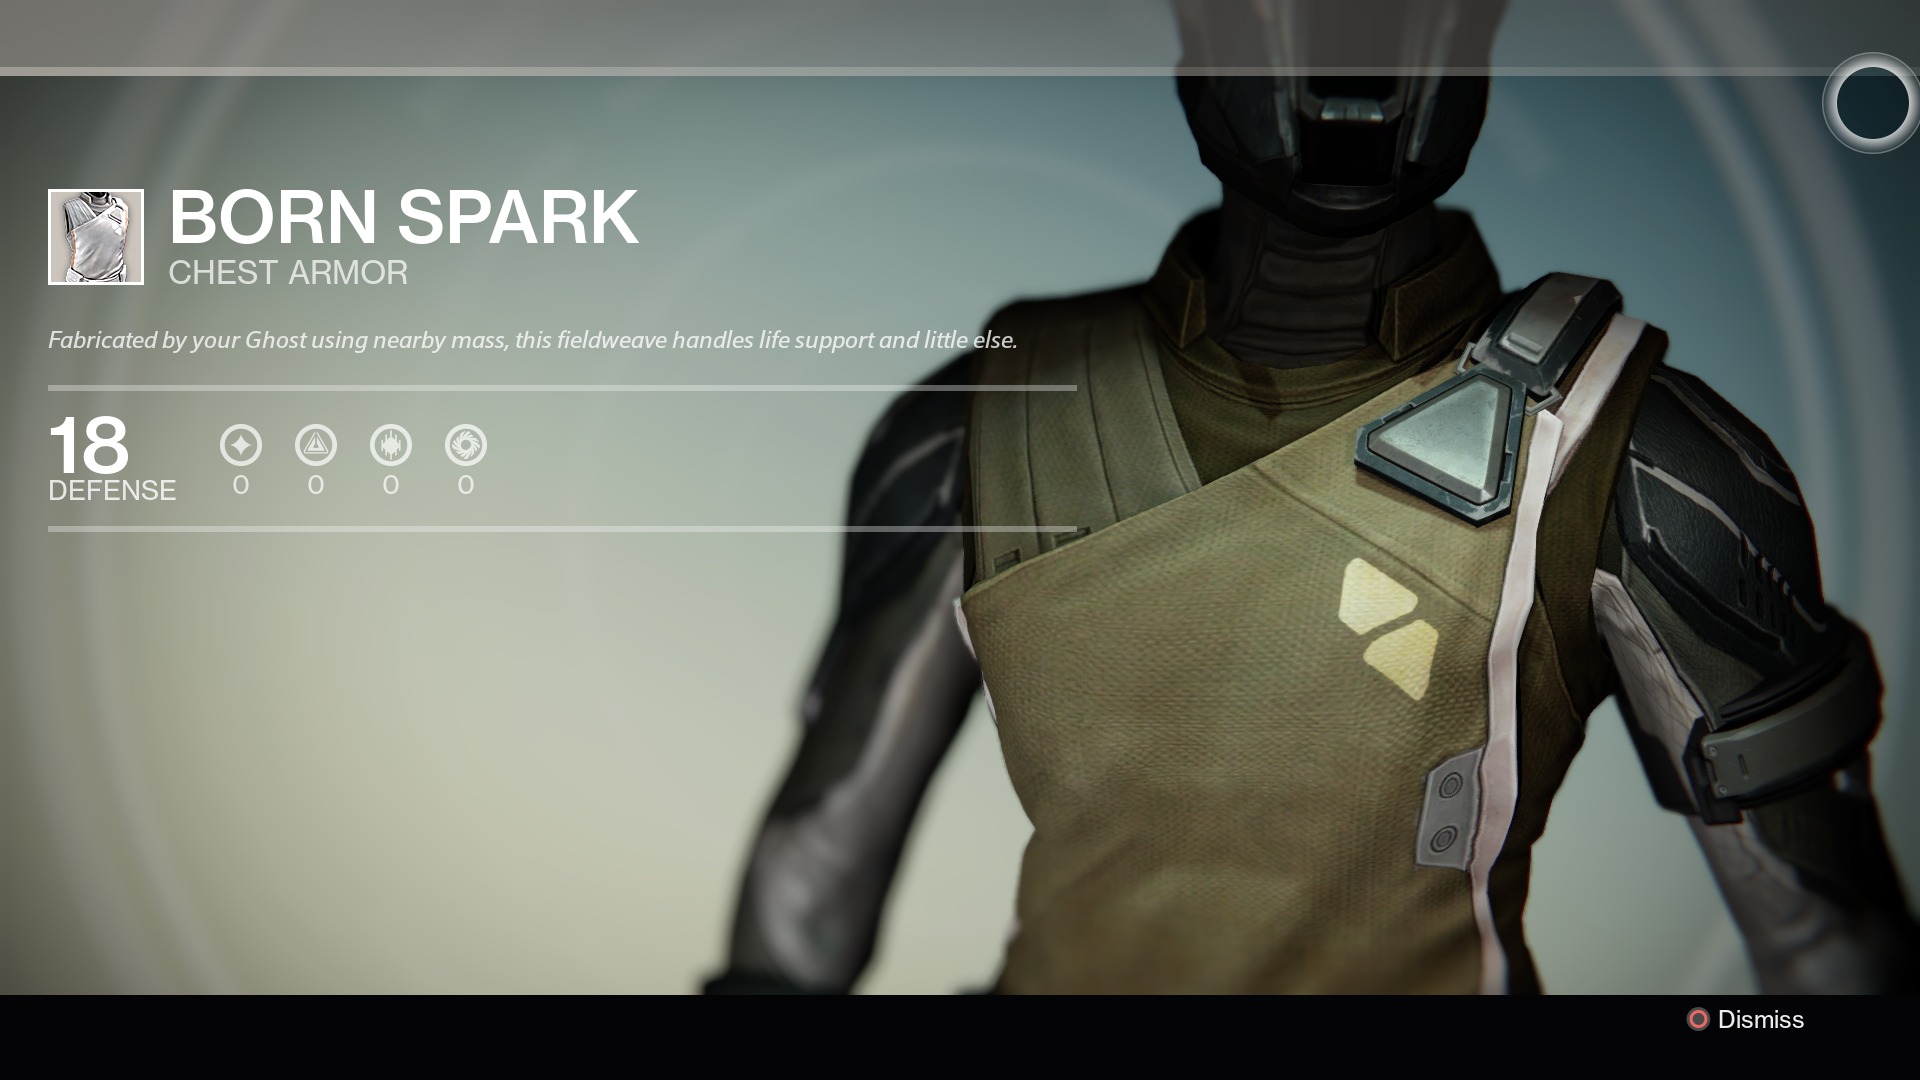 BORN SPARK
CHEST ARMOR
Fabricated by your Ghost using nearby mass, this fieldweave handles life support and little else.
18
DEFENSE
0 0 0 0
Dismiss